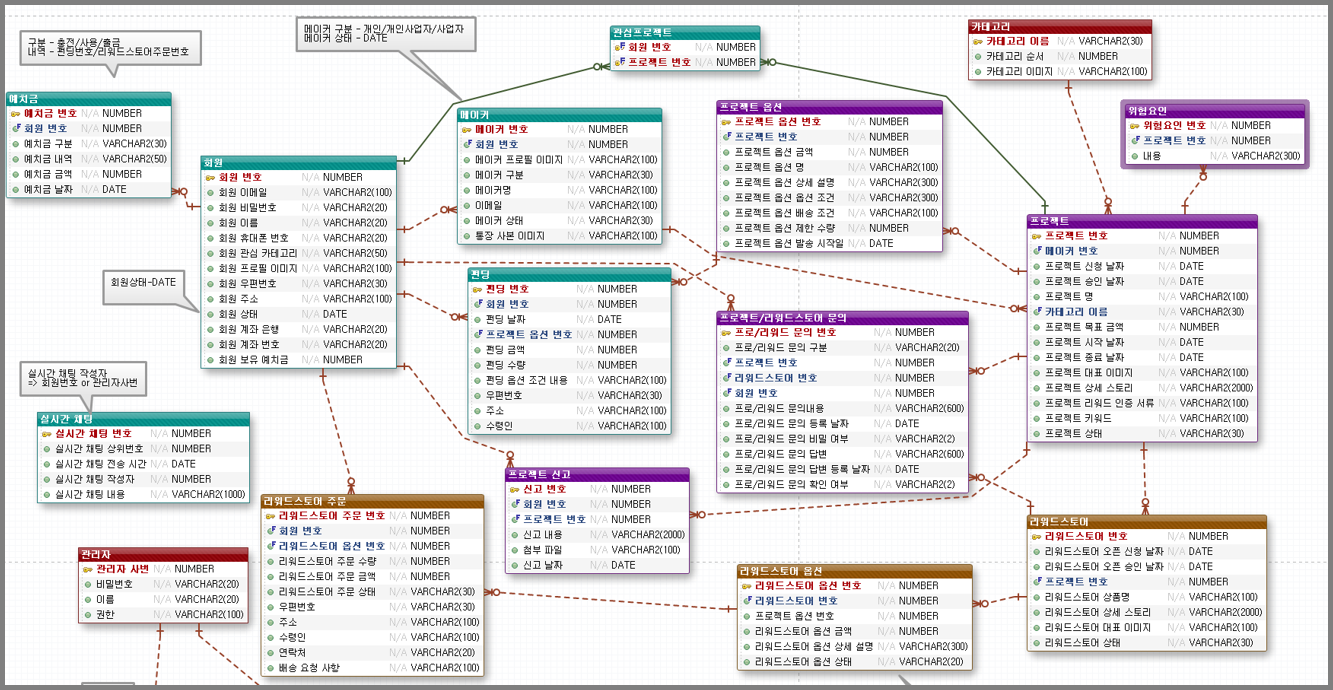 구분 - 충전/사용/출금
내역 - 펀딩번호/리워드스토어주문번호
메이커 구분 - 개인/개인사업자/사업자
메이커 상태 - DATE
관심프로젝트
회원 번호 N/A NUMBER
프로젝트 번호 N/A NUMBER
카테고리
카테고리 이름 N/A VARCHAR2(30)
카테고리 순서 N/A NUMBER
카테고리 이미지 N/A VARCHAR2(100)
예치금
예치금 번호 N/A NUMBER
회원 번호 N/A NUMBER
예치금 구분 N/A VARCHAR2(30)
예치금 내역 N/A VARCHAR2(50)
예치금 금액 N/A NUMBER
예치금 날짜 N/A DATE
회원
회원 번호 N/A NUMBER
회원 이메일 N/A VARCHAR2(100)
회원 비밀번호 N/A VARCHAR2(20)
회원 이름 N/A VARCHAR2(20)
회원 휴대폰 번호 N/A VARCHAR2(20)
회원 관심 카테고리 N/A VARCHAR2(50)
회원 프로필 이미지 N/A VARCHAR2(100)
회원 우편번호 N/A VARCHAR2(30)
회원 주소 N/A VARCHAR2(100)
회원 상태 N/A DATE
회원 계좌 은행 N/A VARCHAR2(20)
회원 계좌 번호 N/A VARCHAR2(20)
회원 보유 예치금 N/A NUMBER
메이커
메이커 번호 N/A NUMBER
회원 번호 N/A NUMBER
메이커 프로필 이미지 N/A VARCHAR2(100)
메이커 구분 N/A VARCHAR2(30)
메이커명 N/A VARCHAR2(100)
이메일 N/A VARCHAR2(100)
메이커 상태 N/A VARCHAR2(30)
통장 사본 이미지 N/A VARCHAR2(100)
프로젝트 옵션
프로젝트 옵션 번호 N/A NUMBER
프로젝트 번호 N/A NUMBER
프로젝트 옵션 금액 N/A NUMBER
프로젝트 옵션 명 N/A VARCHAR2(100)
프로젝트 옵션 상세 설명 N/A VARCHAR2(300)
프로젝트 옵션 옵션 조건 N/A VARCHAR2(300)
프로젝트 옵션 배송 조건 N/A VARCHAR2(100)
프로젝트 옵션 제한 수량 N/A NUMBER
프로젝트 옵션 발송 시작일 N/A DATE
위험요인
위험요인 번호 N/A NUMBER
프로젝트 번호 N/A NUMBER
내용 N/A VARCHAR2(300)
프로젝트
프로젝트 번호 N/A NUMBER
메이커 번호 N/A NUMBER
프로젝트 신청 날짜 N/A DATE
프로젝트 승인 날짜 N/A DATE
프로젝트 명 N/A VARCHAR2(100)
카테고리 이름 N/A VARCHAR2(30)
프로젝트 목표 금액 N/A NUMBER
프로젝트 시작 날짜 N/A DATE
프로젝트 종료 날짜 N/A DATE
프로젝트 대표 이미지 N/A VARCHAR2(100)
프로젝트 상세 스토리 N/A VARCHAR2(2000)
프로젝트 리워드 인증 서류 N/A VARCHAR2(100)
프로젝트 키워드 N/A VARCHAR2(100)
프로젝트 상태 N/A VARCHAR2(30)
회원상태-DATE
펀딩
펀딩 번호 N/A NUMBER
회원 번호 N/A NUMBER
펀딩 날짜 N/A DATE
프로젝트 옵션 번호 N/A NUMBER
펀딩 금액 N/A NUMBER
펀딩 수량 N/A NUMBER
펀딩 옵션 조건 내용 N/A VARCHAR2(100)
우편번호 N/A VARCHAR2(30)
주소 N/A VARCHAR2(100)
수령인 N/A VARCHAR2(100)
프로젝트/리워드스토어 문의
프로/리워드 문의 번호 N/A NUMBER
프로/리워드 문의 구분 N/A VARCHAR2(20)
프로젝트 번호 N/A NUMBER
리워드스토어 번호 N/A NUMBER
회원 번호 N/A NUMBER
프로/리워드 문의내용 N/A VARCHAR2(600)
프로/리워드 문의 등록 날짜 N/A DATE
프로/리워드 문의 비밀 여부 N/A VARCHAR2(2)
프로/리워드 문의 답변 N/A VARCHAR2(600)
프로/리워드 문의 답변 등록 날짜 N/A DATE
프로/리워드 문의 확인 여부 N/A VARCHAR2(2)
실시간 채팅 작성자
=> 회원번호 or 관리자사번
실시간 채팅
실시간 채팅 번호 N/A NUMBER
실시간 채팅 상위번호 N/A NUMBER
실시간 채팅 전송 시간 N/A DATE
실시간 채팅 작성자 N/A NUMBER
실시간 채팅 내용 N/A VARCHAR2(1000)
프로젝트 신고
신고 번호 N/A NUMBER
회원 번호 N/A NUMBER
프로젝트 번호 N/A NUMBER
신고 내용 N/A VARCHAR2(2000)
첨부 파일 N/A VARCHAR2(100)
신고 날짜 N/A DATE
리워드스토어 주문
리워드스토어 주문 번호 N/A NUMBER
회원 번호 N/A NUMBER
리워드스토어 옵션 번호 N/A NUMBER
리워드스토어 주문 수량 N/A NUMBER
리워드스토어 주문 금액 N/A NUMBER
리워드스토어 주문 상태 N/A VARCHAR2(30)
우편번호 N/A VARCHAR2(30)
주소 N/A VARCHAR2(100)
수령인 N/A VARCHAR2(100)
연락처 N/A VARCHAR2(20)
배송 요청 사항 N/A VARCHAR2(100)
관리자
관리자 사번 N/A NUMBER
비밀번호 N/A VARCHAR2(20)
이름 N/A VARCHAR2(20)
권한 N/A VARCHAR2(100)
리워드스토어 옵션
리워드스토어 옵션 번호 N/A NUMBER
리워드스토어 번호 N/A NUMBER
프로젝트 옵션 번호 N/A NUMBER
리워드스토어 옵션 금액 N/A NUMBER
리워드스토어 옵션 상세 설명 N/A VARCHAR2(300)
리워드스토어 옵션 상태 N/A VARCHAR2(20)
리워드스토어
리워드스토어 번호 N/A NUMBER
리워드스토어 오픈 신청 날짜 N/A DATE
리워드스토어 오픈 승인 날짜 N/A DATE
프로젝트 번호 N/A NUMBER
리워드스토어 상품명 N/A VARCHAR2(100)
리워드스토어 상세 스토리 N/A VARCHAR2(2000)
리워드스토어 대표 이미지 N/A VARCHAR2(100)
리워드스토어 상태 N/A VARCHAR2(30)